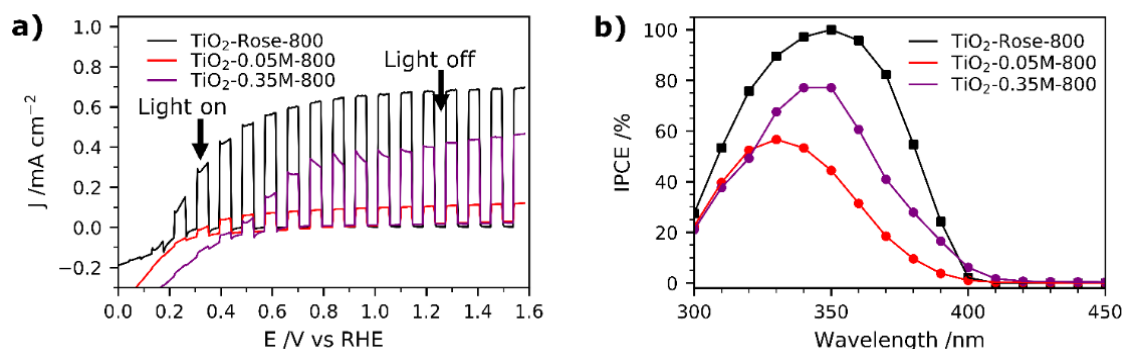 a)
TiO₂-Rose-800
TiO₂-0.05M-800
TiO₂-0.35M-800
Light on
Light off
1.0
0.8
0.6
0.4
0.2
0.0
−0.2
J /mA cm⁻²
0.0 0.2 0.4 0.6 0.8 1.0 1.2 1.4 1.6
E /V vs RHE
b)
TiO₂-Rose-800
TiO₂-0.05M-800
TiO₂-0.35M-800
100
80
60
40
20
0
IPCE /%
300 350 400 450
Wavelength /nm